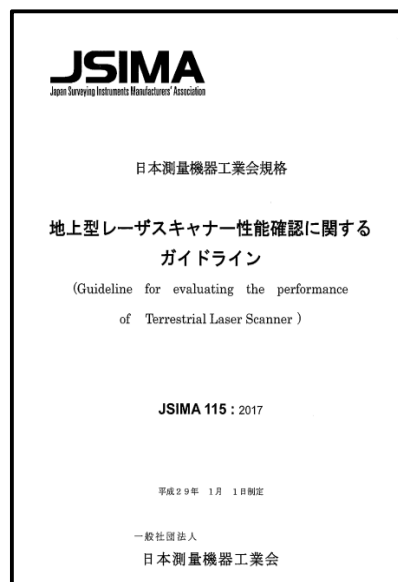 JSIMA
Japan Surveying Instruments Manufacturers' Association
日本測量機器工業会規格
地上型レーザスキャナー性能確認に関する
ガイドライン
(Guideline for evaluating the performance
of Terrestrial Laser Scanner )
JSIMA 115 : 2017
平成29年 1月 1日制定
一般社団法人
日本測量機器工業会